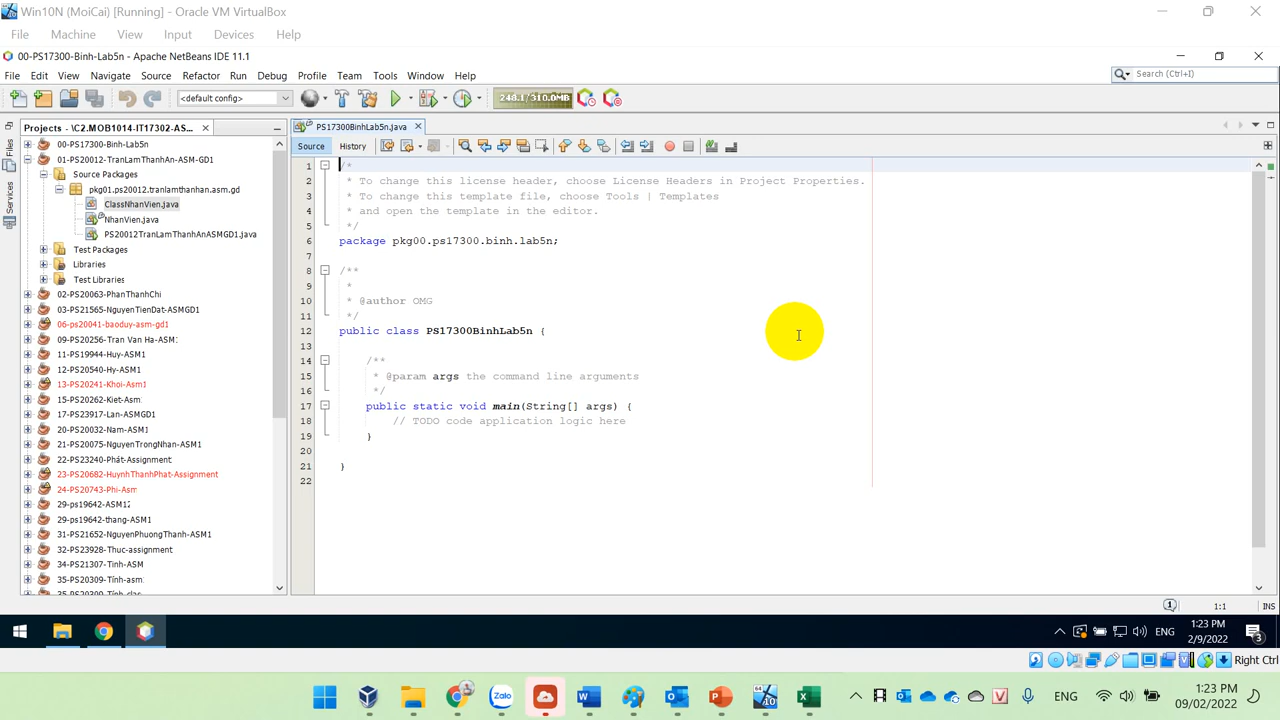 Win10N (MoiCai) [Running] - Oracle VM VirtualBox
File Machine View Input Devices Help
00-PS17300-Binh-Lab5n - Apache NetBeans IDE 11.1
File Edit View Navigate Source Refactor Run Debug Profile Team Tools Window Help
Search (Ctrl+I)
<default config>
248.1/310.0MB
Projects - \C2.MOB1014-IT17302-AS...
PS17300BinhLab5n.java
Source History
Services
00-PS17300-Binh-Lab5n
01-PS20012-TranLamThanhAn-ASM-GD1
Source Packages
pkg01.ps20012.tranlamthanhan.asm.gd
ClassNhanVien.java
NhanVien.java
PS20012TranLamThanhAnASMGD1.java
Test Packages
Libraries
Test Libraries
02-PS20063-PhanThanhChi
03-PS21565-NguyenTienDat-ASMGD1
06-ps20041-baoduy-asm-gd1
09-PS20256-Tran Van Ha-ASM:
11-PS19944-Huy-ASM1
12-PS20540-Hy-ASM1
13-PS20241-Khoi-Asm1
15-PS20262-Kiet-Asm:
17-PS23917-Lan-ASMGD1
20-PS20032-Nam-ASM1
21-PS20075-NguyenTrongNhan-ASM1
22-PS23240-Phát-Assignment
23-PS20682-HuynhThanhPhat-Assignment
24-PS20743-Phi-Asm
29-ps19642-ASM12
29-ps19642-thang-ASM1
31-PS21652-NguyenPhuongThanh-ASM1
32-PS23928-Thuc-assignment
34-PS21307-Tinh-ASM
35-PS20309-Tính-asm:
35-PS20309-Tính-clas
1 /*
2 * To change this license header, choose License Headers in Project Properties.
3 * To change this template file, choose Tools | Templates
4 * and open the template in the editor.
5 */
6 package pkg00.ps17300.binh.lab5n;
7
8 /**
9 *
10 * @author OMG
11 */
12 public class PS17300BinhLab5n {
13
14 /**
15 * @param args the command line arguments
16 */
17 public static void main(String[] args) {
18 // TODO code application logic here
19 }
20
21 }
22
1 1:1 INS
ENG 1:23 PM
2/9/2022
3
Right Ctrl
ENG 1:23 PM
09/02/2022